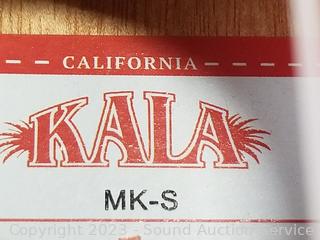 CALIFORNIA
KALA
MK-S
Copyright 2023 - Sound Auction Service